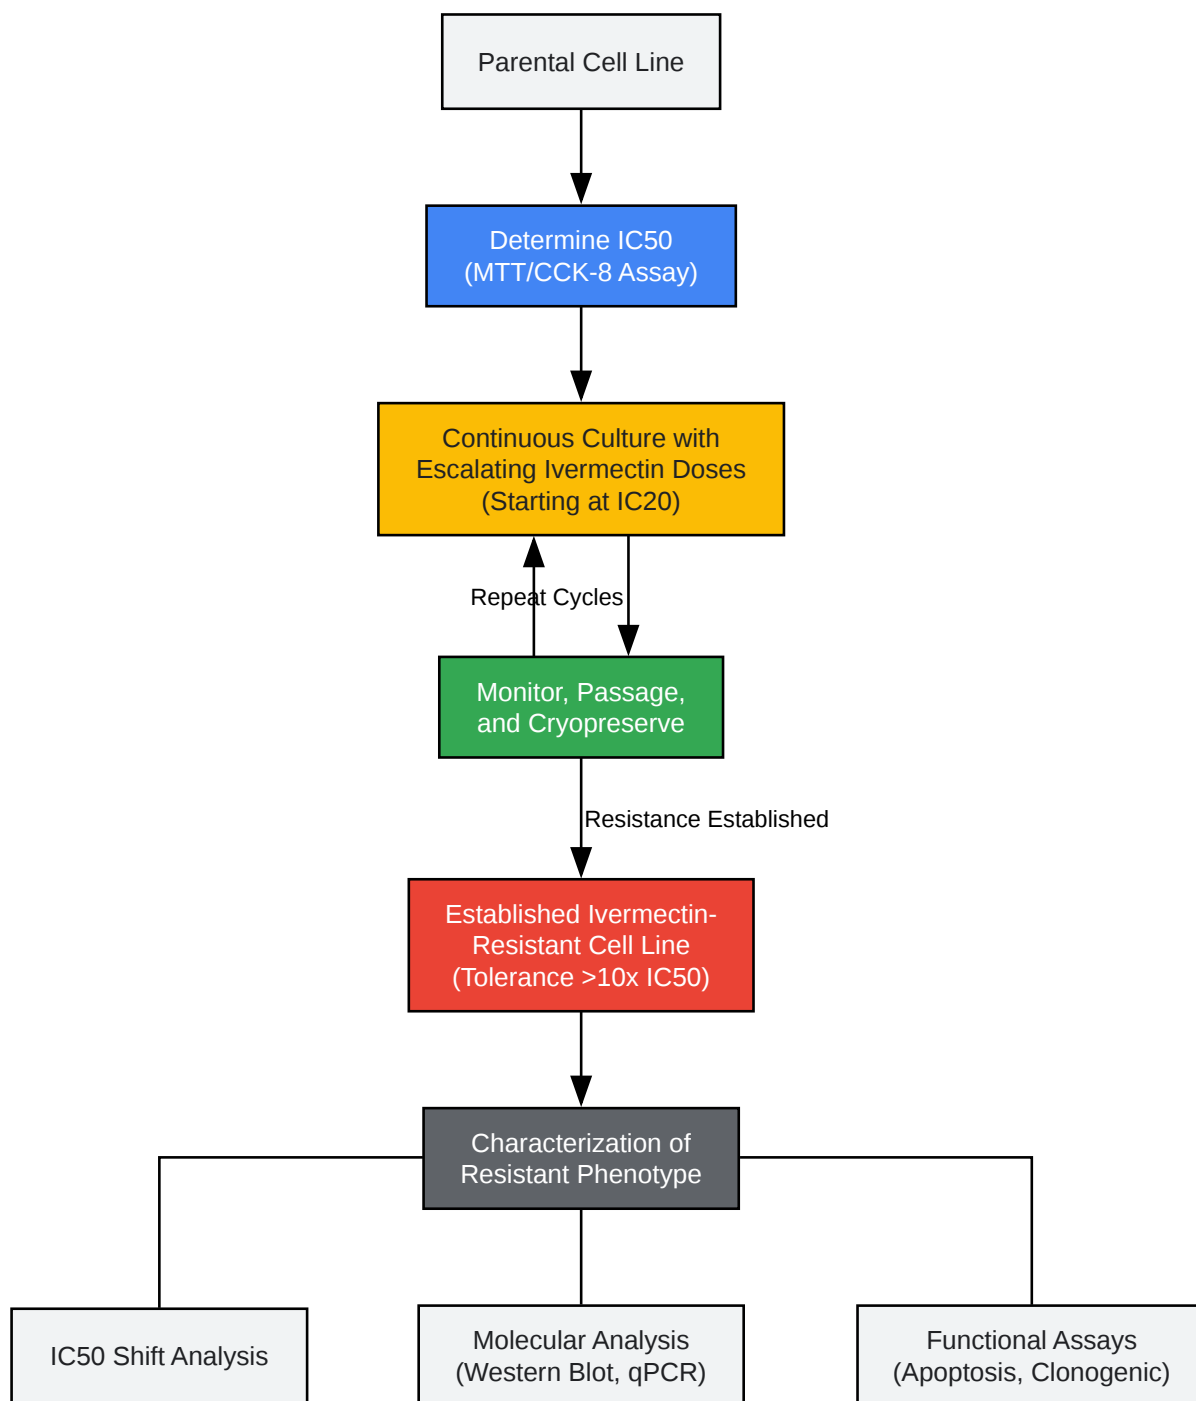 Parental Cell Line
Determine IC50
(MTT/CCK-8 Assay)
Continuous Culture with
Escalating Ivermectin Doses
(Starting at IC20)
Repeat Cycles
Monitor, Passage,
and Cryopreserve
Resistance Established
Established Ivermectin-
Resistant Cell Line
(Tolerance >10x IC50)
Characterization of
Resistant Phenotype
IC50 Shift Analysis
Molecular Analysis
(Western Blot, qPCR)
Functional Assays
(Apoptosis, Clonogenic)